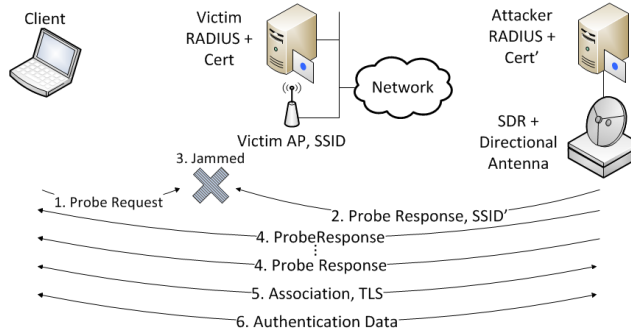 Client
Victim
RADIUS +
Cert
Attacker
RADIUS +
Cert’
Network
((ꞏ))
Victim AP, SSID
SDR +
Directional
Antenna
3. Jammed
1. Probe Request
2. Probe Response, SSID’
4. ProbeResponse
4. Probe Response
5. Association, TLS
6. Authentication Data